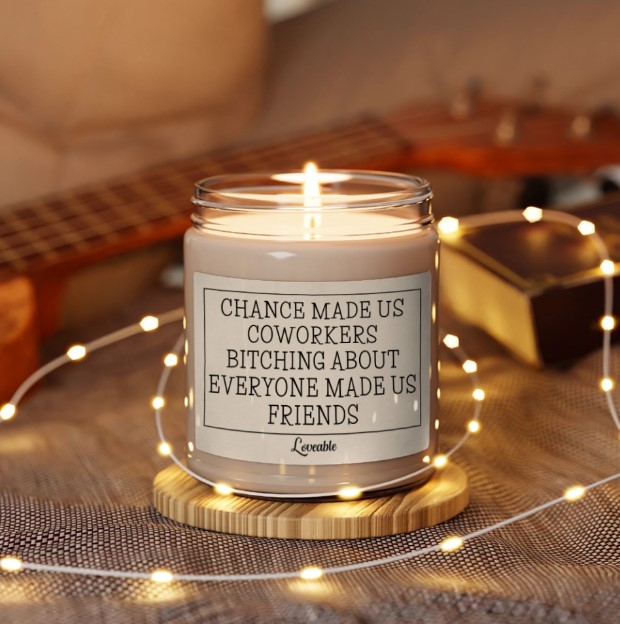 CHANCE MADE US
COWORKERS
BITCHING ABOUT
EVERYONE MADE US
FRIENDS
Loveable